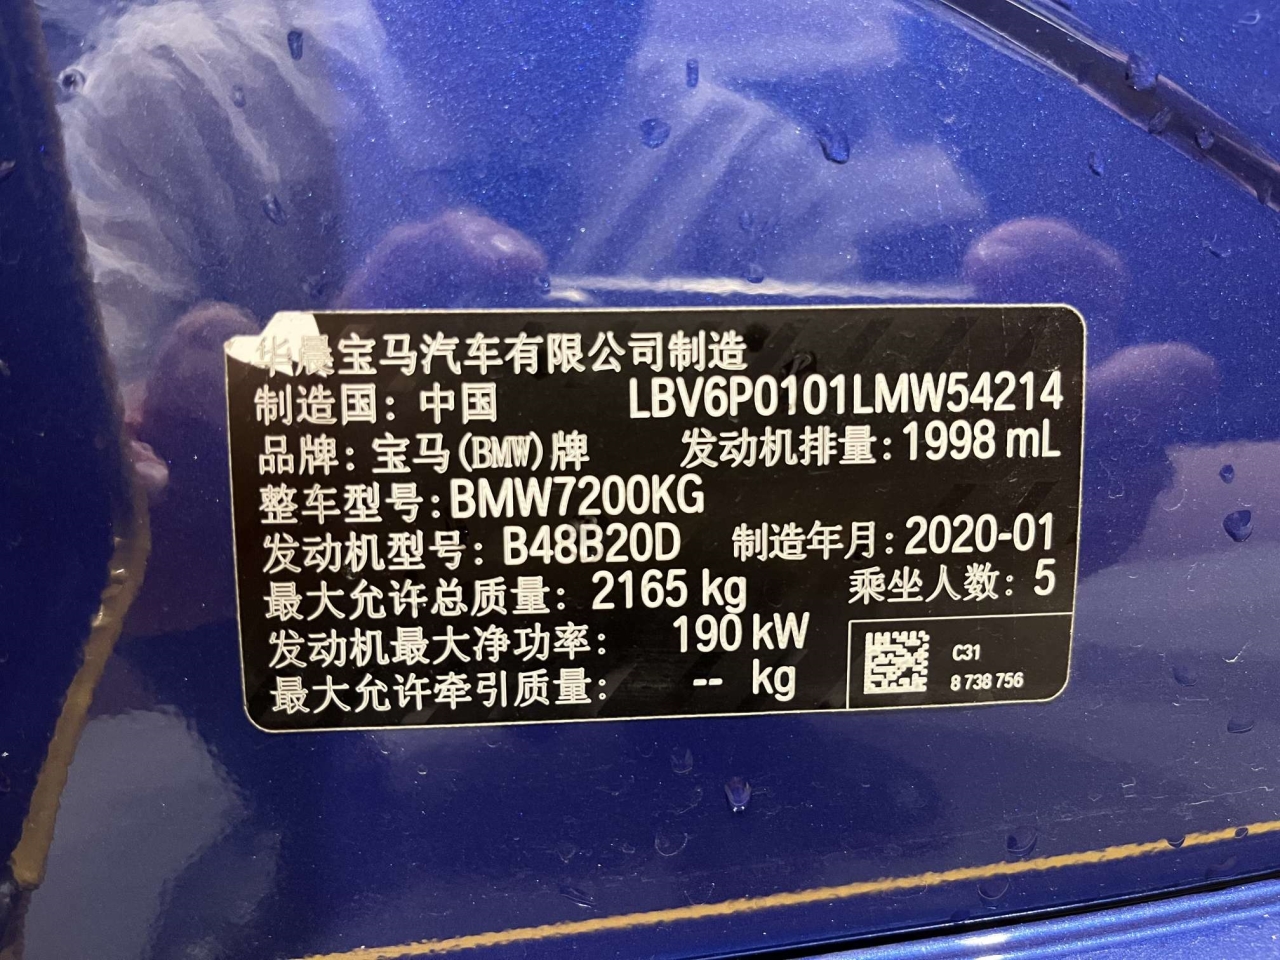 华晨宝马汽车有限公司制造
制造国：中国 LBV6P0101LMW54214
品牌：宝马(BMW)牌 发动机排量：1998 mL
整车型号：BMW7200KG
发动机型号：B48B20D 制造年月：2020-01
最大允许总质量：2165 kg 乘坐人数：5
发动机最大净功率：190 kW
最大允许牵引质量：-- kg
C31
8 738 756